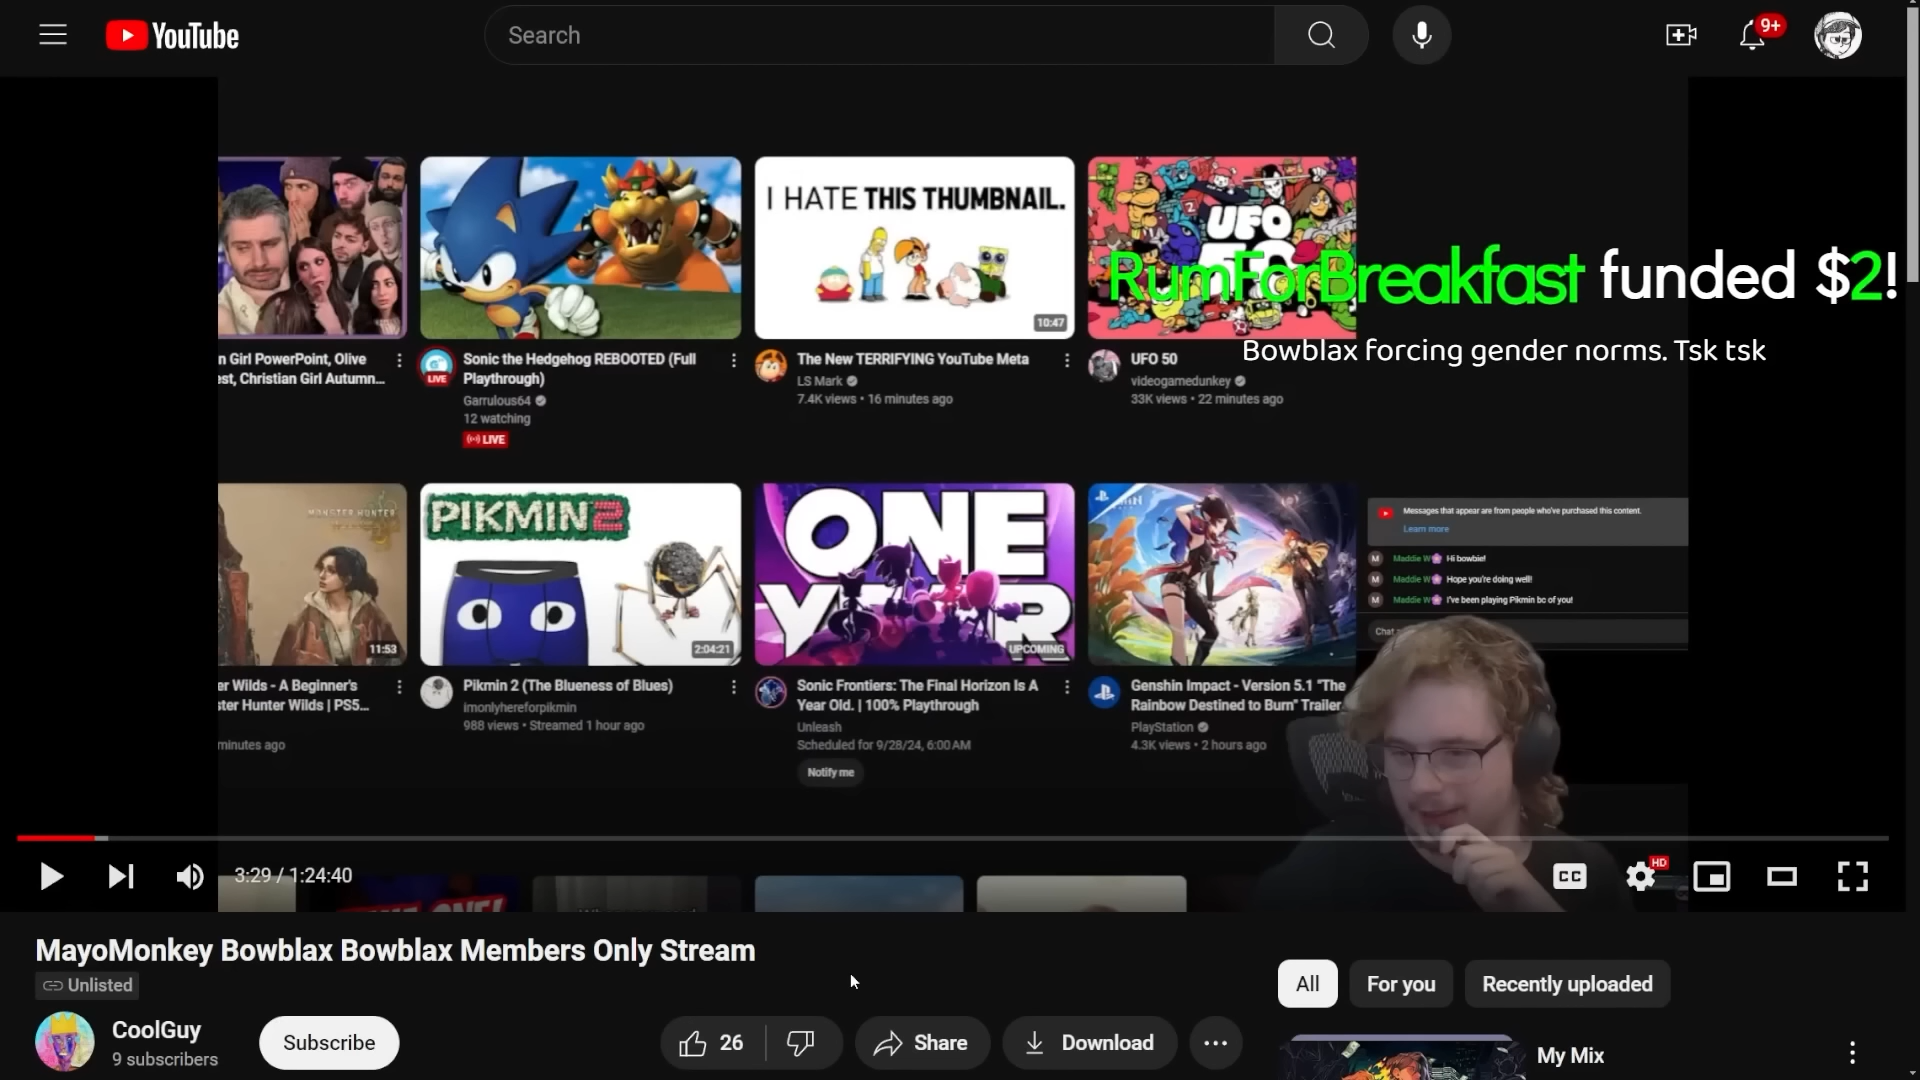 YouTube
Search
9+
I HATE THIS THUMBNAIL.
10:47
UFO
50
RumForBreakfast funded $2!
Bowblax forcing gender norms. Tsk tsk
n Girl PowerPoint, Olive
est, Christian Girl Autumn...
LIVE
Sonic the Hedgehog REBOOTED (Full
Playthrough)
Garrulous64
12 watching
LIVE
The New TERRIFYING YouTube Meta
LS Mark
7.4K views • 16 minutes ago
UFO 50
videogamedunkey
33K views • 22 minutes ago
MONSTER HUNTER
11:53
PIKMIN 2
2:04:21
ONE
YEAR
UPCOMING
Messages that appear are from people who've purchased this content.
Learn more
M Maddie W Hi bowbie!
M Maddie W Hope you're doing well!
M Maddie W I've been playing Pikmin bc of you!
Chat
er Wilds - A Beginner's
ster Hunter Wilds | PS5...
minutes ago
Pikmin 2 (The Blueness of Blues)
imonlyhereforpikmin
988 views • Streamed 1 hour ago
Sonic Frontiers: The Final Horizon Is A
Year Old. | 100% Playthrough
Unleash
Scheduled for 9/28/24, 6:00 AM
Notify me
Genshin Impact - Version 5.1 "The
Rainbow Destined to Burn" Trailer
PlayStation
4.3K views • 2 hours ago
3:29 / 1:24:40
CC
HD
MayoMonkey Bowblax Bowblax Members Only Stream
Unlisted
CoolGuy
9 subscribers
Subscribe
26
Share
Download
All
For you
Recently uploaded
My Mix